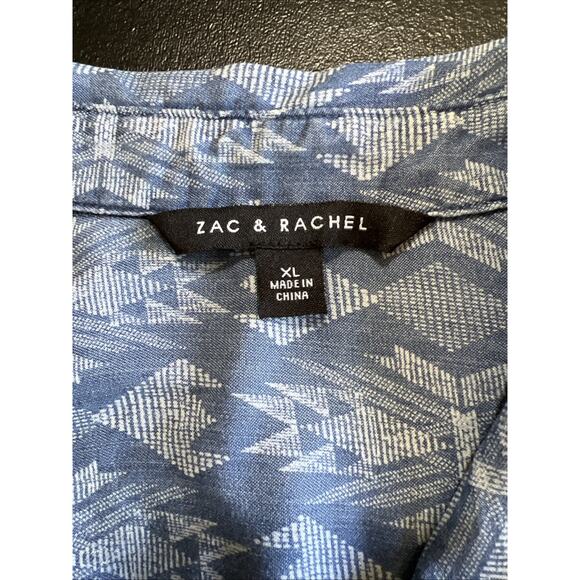 ZAC & RACHEL
XL
MADE IN
CHINA